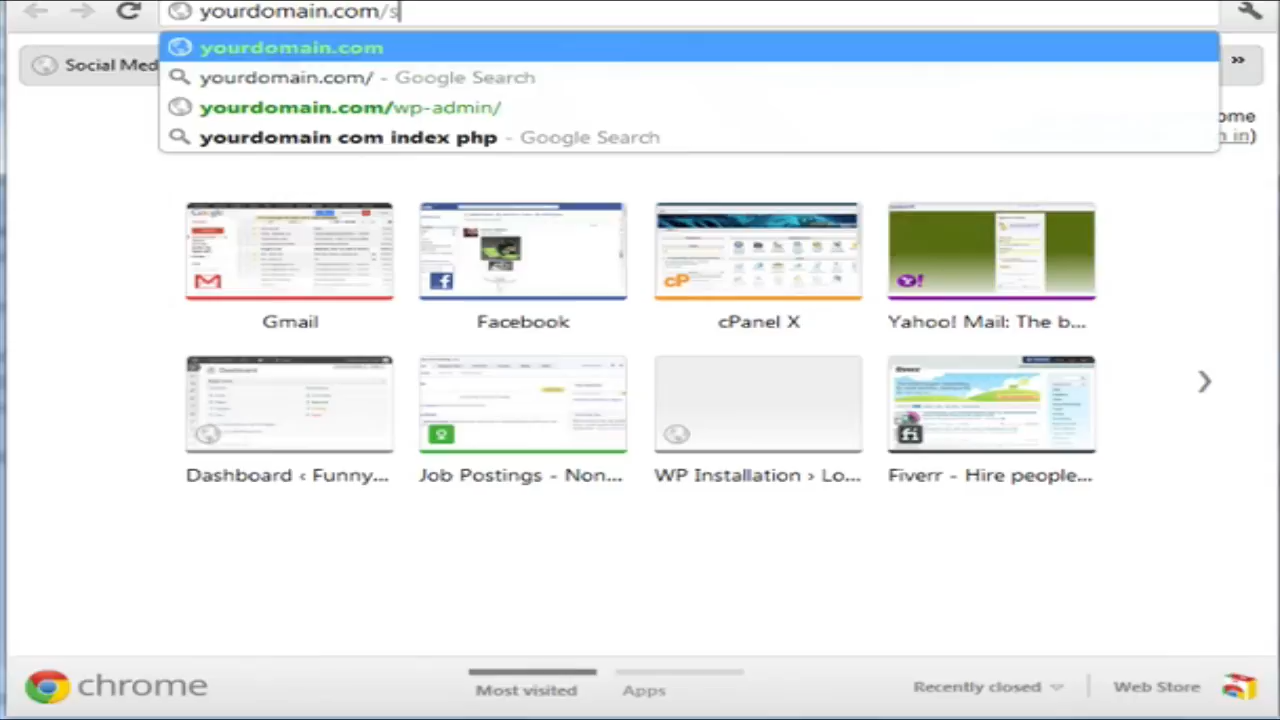 yourdomain.com/s
yourdomain.com
yourdomain.com/ - Google Search
yourdomain.com/wp-admin/
yourdomain com index php - Google Search
Social Med
»
ome
n in)
Gmail
Facebook
cPanel X
Yahoo! Mail: The b...
Dashboard ‹ Funny...
Job Postings - Non...
WP Installation › Lo...
Fiverr - Hire people...
chrome
Most visited
Apps
Recently closed
Web Store